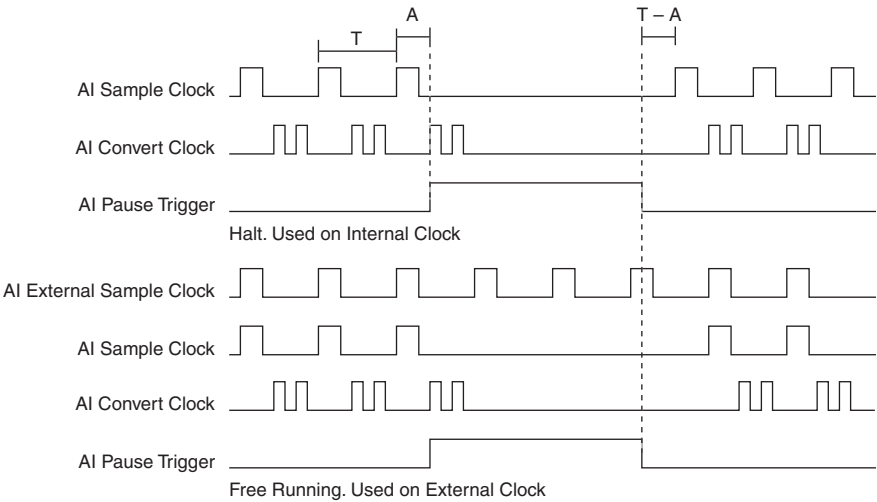 A
T – A
T
AI Sample Clock
AI Convert Clock
AI Pause Trigger
Halt. Used on Internal Clock
AI External Sample Clock
AI Sample Clock
AI Convert Clock
AI Pause Trigger
Free Running. Used on External Clock